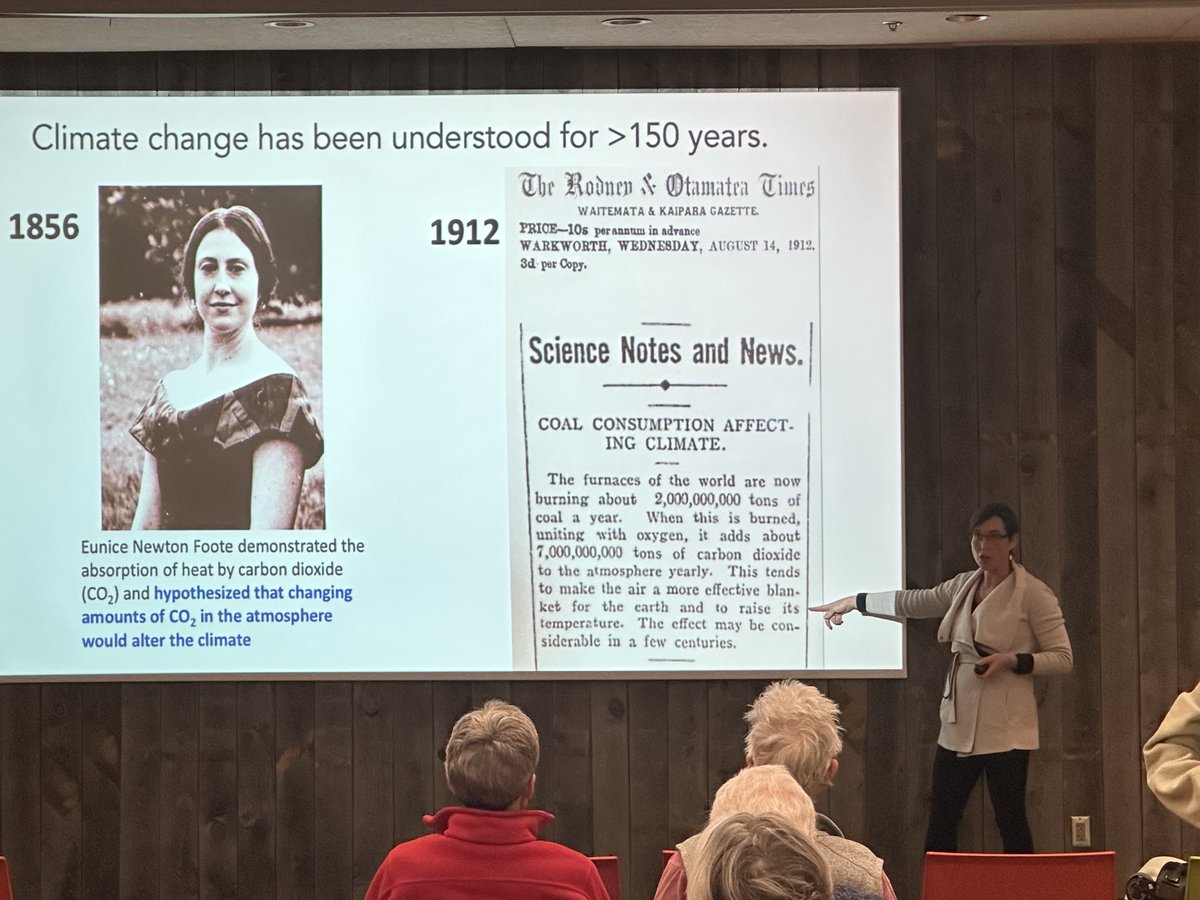 Climate change has been understood for >150 years.
1856
Eunice Newton Foote demonstrated the
absorption of heat by carbon dioxide
(CO₂) and hypothesized that changing
amounts of CO₂ in the atmosphere
would alter the climate
1912
The Rodney & Otamatea Times
WAITEMATA & KAIPARA GAZETTE.
PRICE—10s per annum in advance
WARKWORTH, WEDNESDAY, AUGUST 14, 1912.
3d per Copy.
Science Notes and News.
COAL CONSUMPTION AFFECT-
ING CLIMATE.
The furnaces of the world are now
burning about 2,000,000,000 tons of
coal a year. When this is burned,
uniting with oxygen, it adds about
7,000,000,000 tons of carbon dioxide
to the atmosphere yearly. This tends
to make the air a more effective blan-
ket for the earth and to raise its
temperature. The effect may be con-
siderable in a few centuries.